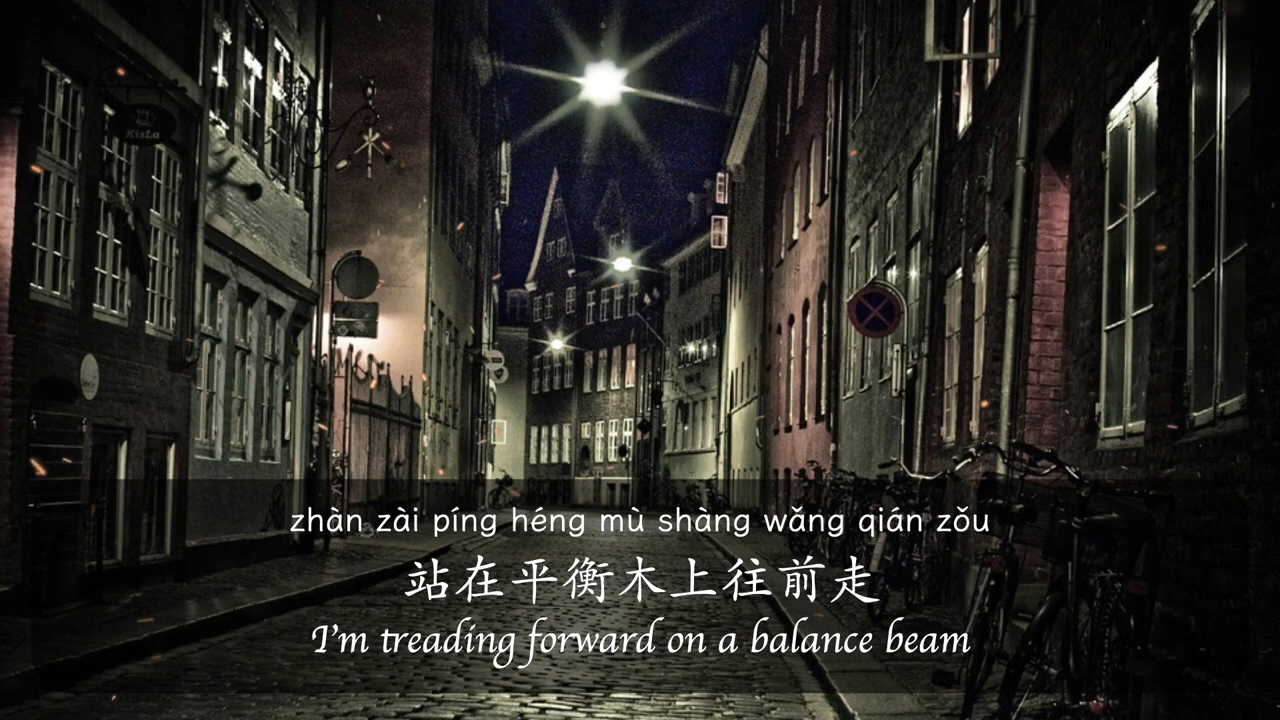 KisLa
zhàn zài píng héng mù shàng wǎng qián zǒu
站在平衡木上往前走
I'm treading forward on a balance beam